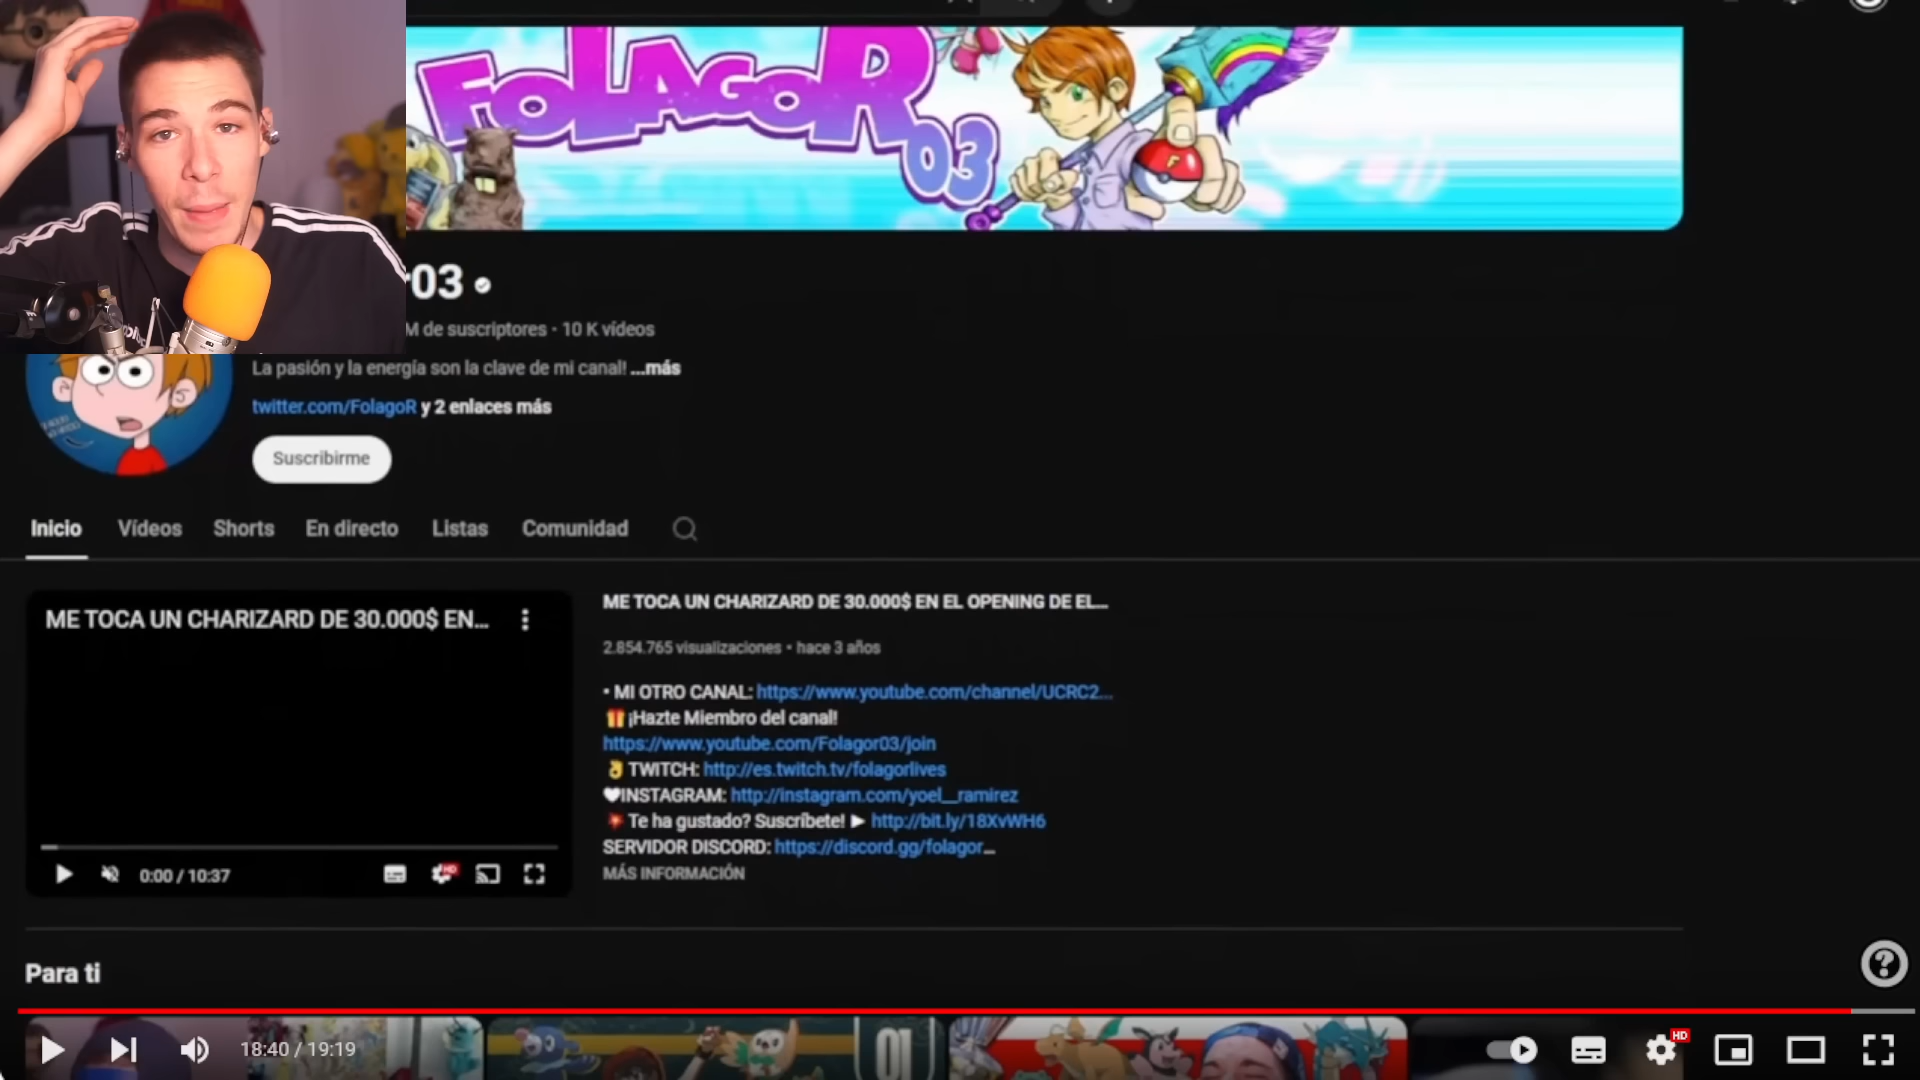 FOLAGOR
03
r03
M de suscriptores • 10 K vídeos
La pasión y la energía son la clave de mi canal! ...más
twitter.com/FolagoR y 2 enlaces más
Suscribirme
Inicio Vídeos Shorts En directo Listas Comunidad
ME TOCA UN CHARIZARD DE 30.000$ EN...
0:00 / 10:37
HD
ME TOCA UN CHARIZARD DE 30.000$ EN EL OPENING DE EL...
2.854.765 visualizaciones • hace 3 años
• MI OTRO CANAL: https://www.youtube.com/channel/UCRC2...
¡Hazte Miembro del canal!
https://www.youtube.com/Folagor03/join
TWITCH: http://es.twitch.tv/folagorlives
INSTAGRAM: http://instagram.com/yoel__ramirez
Te ha gustado? Suscríbete! ► http://bit.ly/18XvWH6
SERVIDOR DISCORD: https://discord.gg/folagor...
MÁS INFORMACIÓN
Para ti
18:40 / 19:19
HD